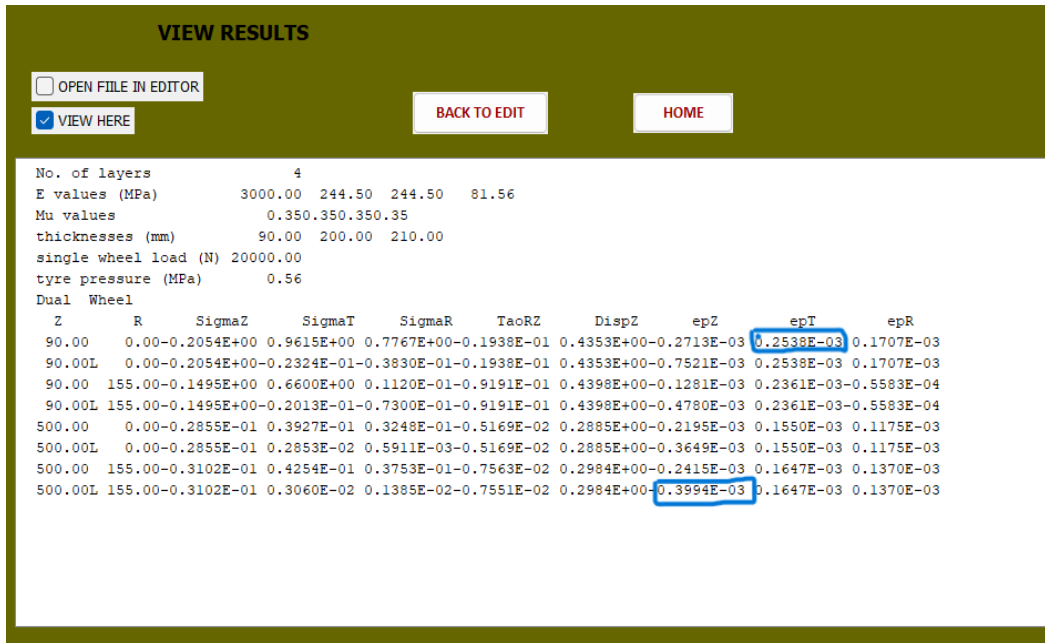 VIEW RESULTS
OPEN FIILE IN EDITOR
VIEW HERE
BACK TO EDIT
HOME
No. of layers 4
E values (MPa) 3000.00 244.50 244.50 81.56
Mu values 0.350.350.350.35
thicknesses (mm) 90.00 200.00 210.00
single wheel load (N) 20000.00
tyre pressure (MPa) 0.56
Dual Wheel
Z R SigmaZ SigmaT SigmaR TaoRZ DispZ epZ epT epR
90.00 0.00-0.2054E+00 0.9615E+00 0.7767E+00-0.1938E-01 0.4353E+00-0.2713E-03 0.2538E-03 0.1707E-03
90.00L 0.00-0.2054E+00-0.2324E-01-0.3830E-01-0.1938E-01 0.4353E+00-0.7521E-03 0.2538E-03 0.1707E-03
90.00 155.00-0.1495E+00 0.6600E+00 0.1120E-01-0.9191E-01 0.4398E+00-0.1281E-03 0.2361E-03-0.5583E-04
90.00L 155.00-0.1495E+00-0.2013E-01-0.7300E-01-0.9191E-01 0.4398E+00-0.4780E-03 0.2361E-03-0.5583E-04
500.00 0.00-0.2855E-01 0.3927E-01 0.3248E-01-0.5169E-02 0.2885E+00-0.2195E-03 0.1550E-03 0.1175E-03
500.00L 0.00-0.2855E-01 0.2853E-02 0.5911E-03-0.5169E-02 0.2885E+00-0.3649E-03 0.1550E-03 0.1175E-03
500.00 155.00-0.3102E-01 0.4254E-01 0.3753E-01-0.7563E-02 0.2984E+00-0.2415E-03 0.1647E-03 0.1370E-03
500.00L 155.00-0.3102E-01 0.3060E-02 0.1385E-02-0.7551E-02 0.2984E+00-0.3994E-03 0.1647E-03 0.1370E-03